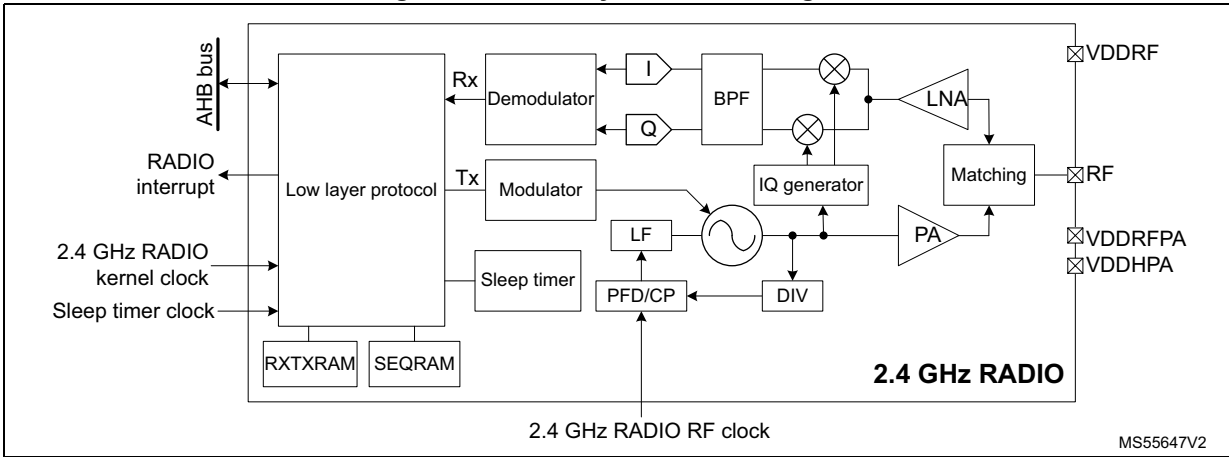 AHB bus
RADIO
interrupt
2.4 GHz RADIO
kernel clock
Sleep timer clock
Low layer protocol
Rx
Tx
Demodulator
Modulator
I
Q
BPF
LNA
IQ generator
Matching
LF
PA
Sleep timer
PFD/CP
DIV
RXTXRAM
SEQRAM
VDDRF
RF
VDDRFPA
VDDHPA
2.4 GHz RADIO
2.4 GHz RADIO RF clock
MS55647V2